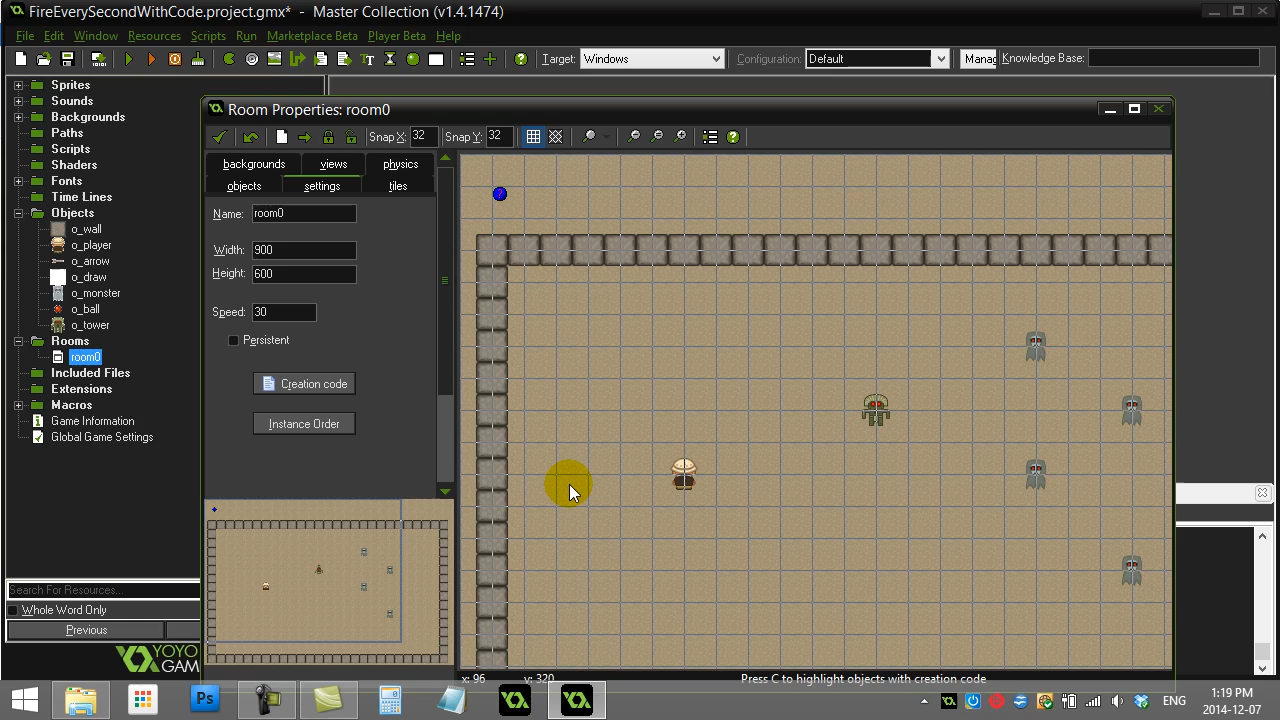 FireEverySecondWithCode.project.gmx* - Master Collection (v1.4.1474)
File Edit Window Resources Scripts Run Marketplace Beta Player Beta Help
Target: Windows Configuration: Default Manag Knowledge Base:
Sprites
Sounds
Backgrounds
Paths
Scripts
Shaders
Fonts
Time Lines
Objects
o_wall
o_player
o_arrow
o_draw
o_monster
o_ball
o_tower
Rooms
room0
Included Files
Extensions
Macros
Game Information
Global Game Settings
Search For Resources...
Whole Word Only
Previous
YOYO
GAM
Room Properties: room0
Snap X: 32 Snap Y: 32
backgrounds views physics
objects settings tiles
Name: room0
Width: 900
Height: 600
Speed: 30
Persistent
Creation code
Instance Order
?
x: 96 y: 320 Press C to highlight objects with creation code
Ps
ENG
1:19 PM
2014-12-07